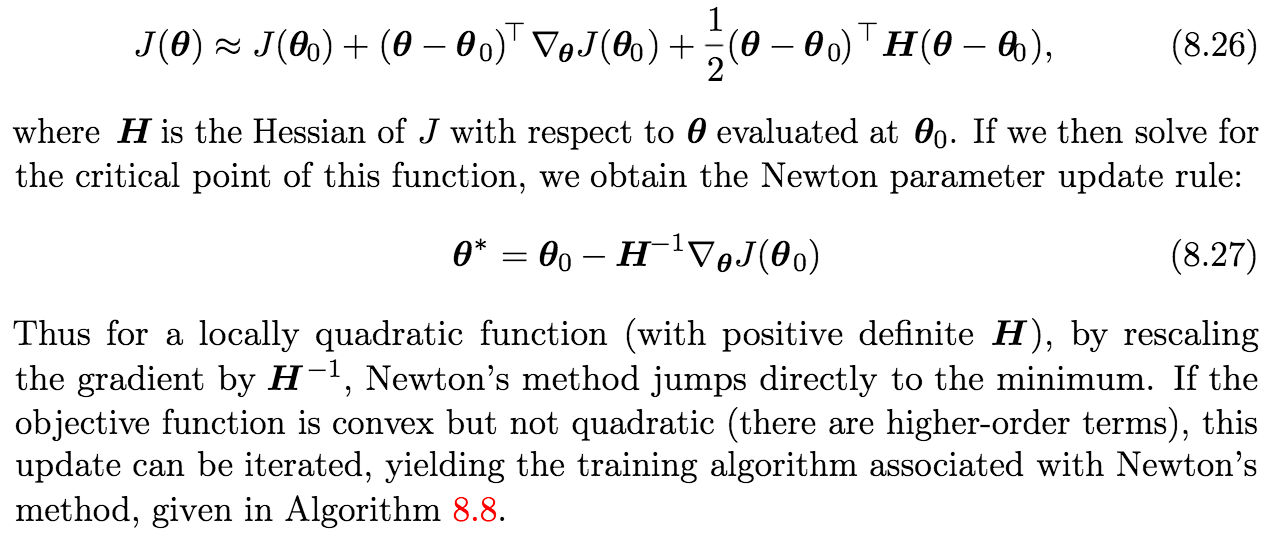 J(θ) ≈ J(θ₀) + (θ − θ₀)ᵀ ∇_θ J(θ₀) + ½(θ − θ₀)ᵀ H(θ − θ₀), (8.26)
where H is the Hessian of J with respect to θ evaluated at θ₀. If we then solve for
the critical point of this function, we obtain the Newton parameter update rule:
θ* = θ₀ − H⁻¹∇_θ J(θ₀) (8.27)
Thus for a locally quadratic function (with positive definite H), by rescaling
the gradient by H⁻¹, Newton’s method jumps directly to the minimum. If the
objective function is convex but not quadratic (there are higher-order terms), this
update can be iterated, yielding the training algorithm associated with Newton’s
method, given in Algorithm 8.8.